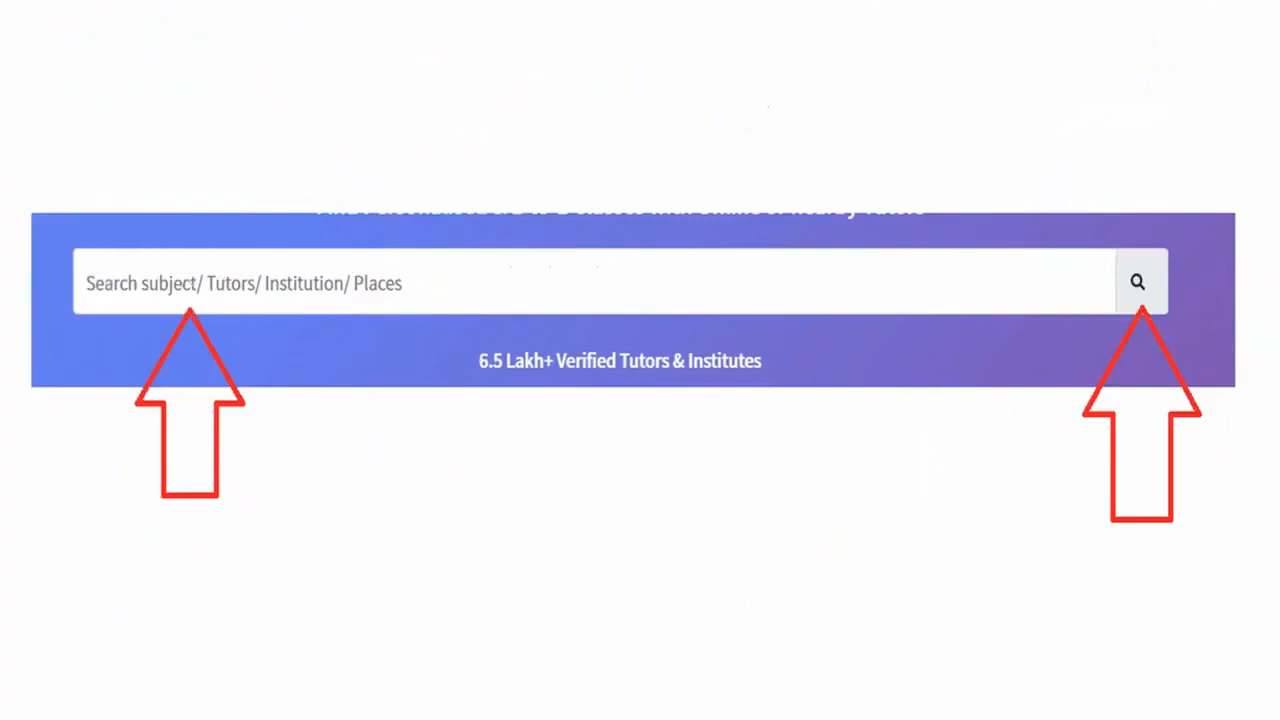 Search subject/ Tutors/ Institution/ Places
6.5 Lakh+ Verified Tutors & Institutes